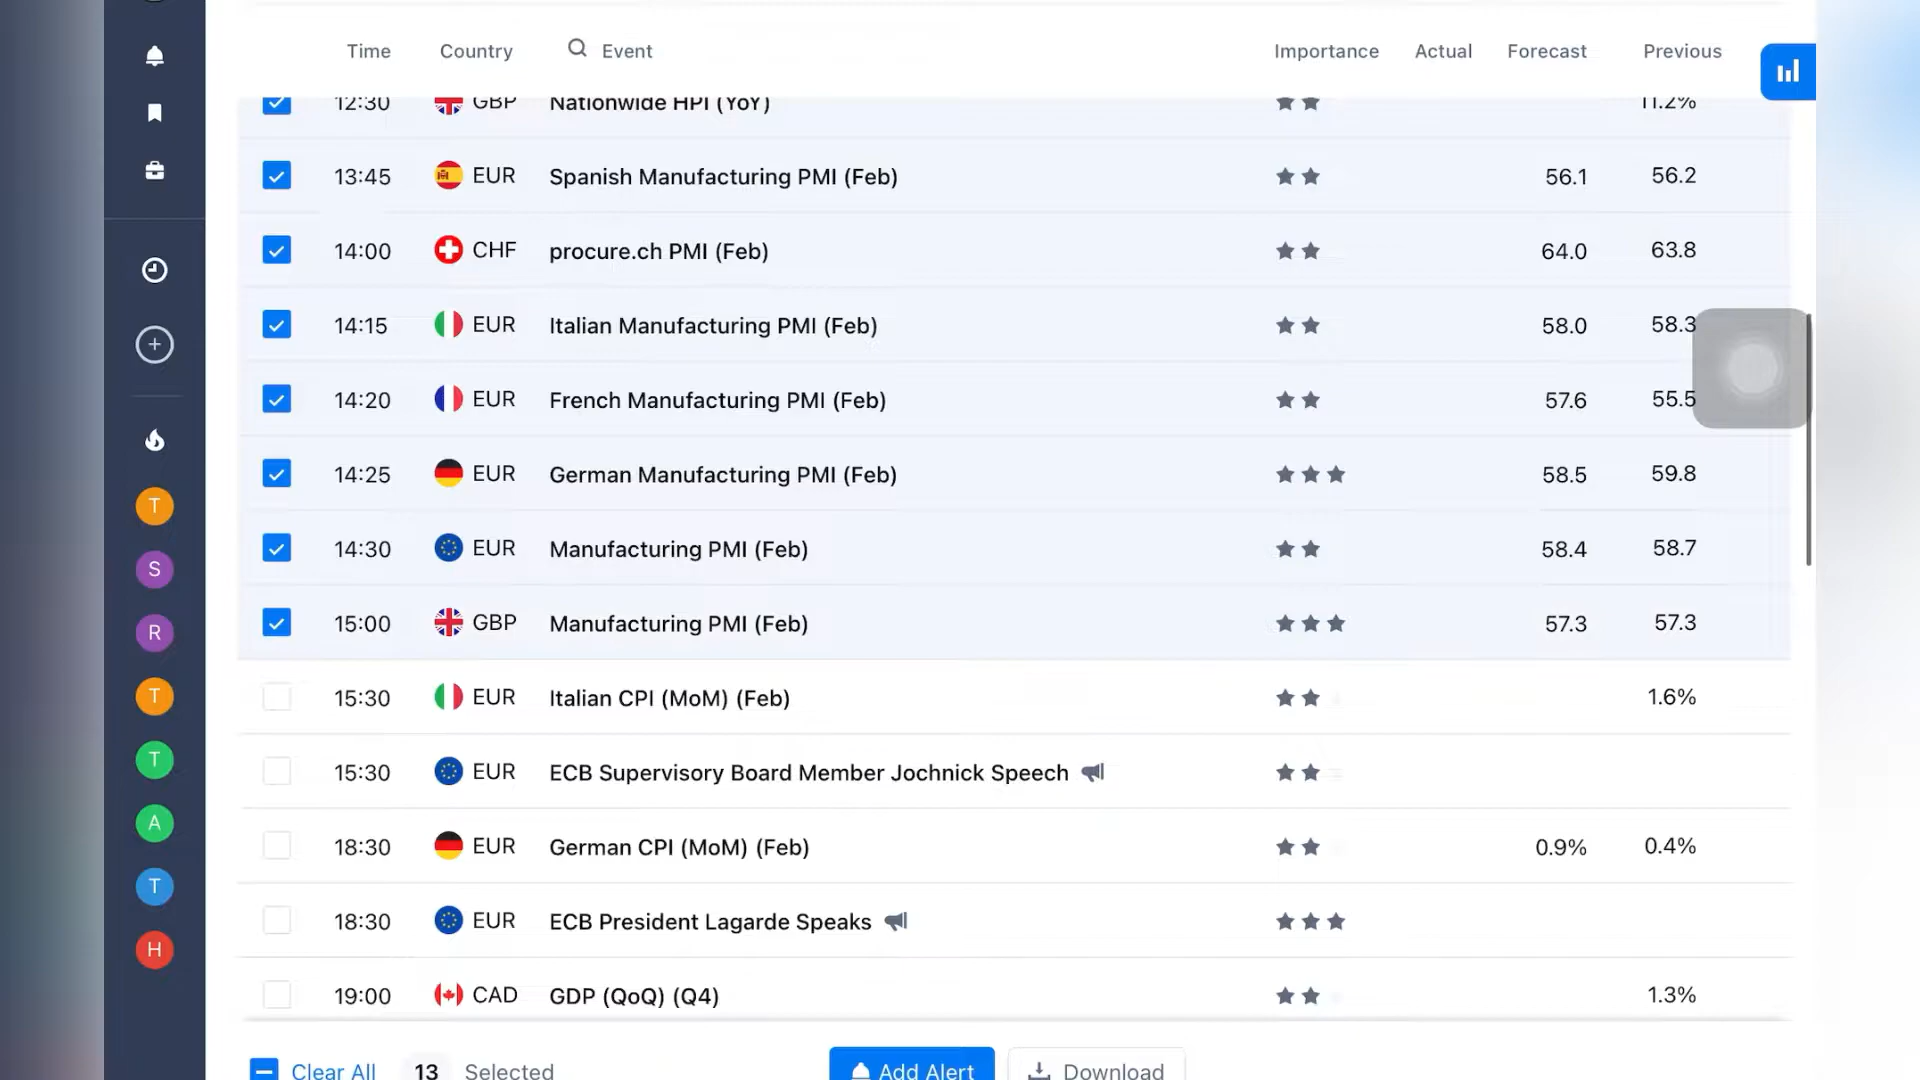 Time Country Event Importance Actual Forecast Previous
12:30 GBP Nationwide HPI (YoY) 11.2%
13:45 EUR Spanish Manufacturing PMI (Feb) 56.1 56.2
14:00 CHF procure.ch PMI (Feb) 64.0 63.8
14:15 EUR Italian Manufacturing PMI (Feb) 58.0 58.3
14:20 EUR French Manufacturing PMI (Feb) 57.6 55.5
14:25 EUR German Manufacturing PMI (Feb) 58.5 59.8
T
14:30 EUR Manufacturing PMI (Feb) 58.4 58.7
S
15:00 GBP Manufacturing PMI (Feb) 57.3 57.3
R
15:30 EUR Italian CPI (MoM) (Feb) 1.6%
T
15:30 EUR ECB Supervisory Board Member Jochnick Speech
T
A
18:30 EUR German CPI (MoM) (Feb) 0.9% 0.4%
T
18:30 EUR ECB President Lagarde Speaks
H
19:00 CAD GDP (QoQ) (Q4) 1.3%
Clear All 13 Selected Add Alert Download